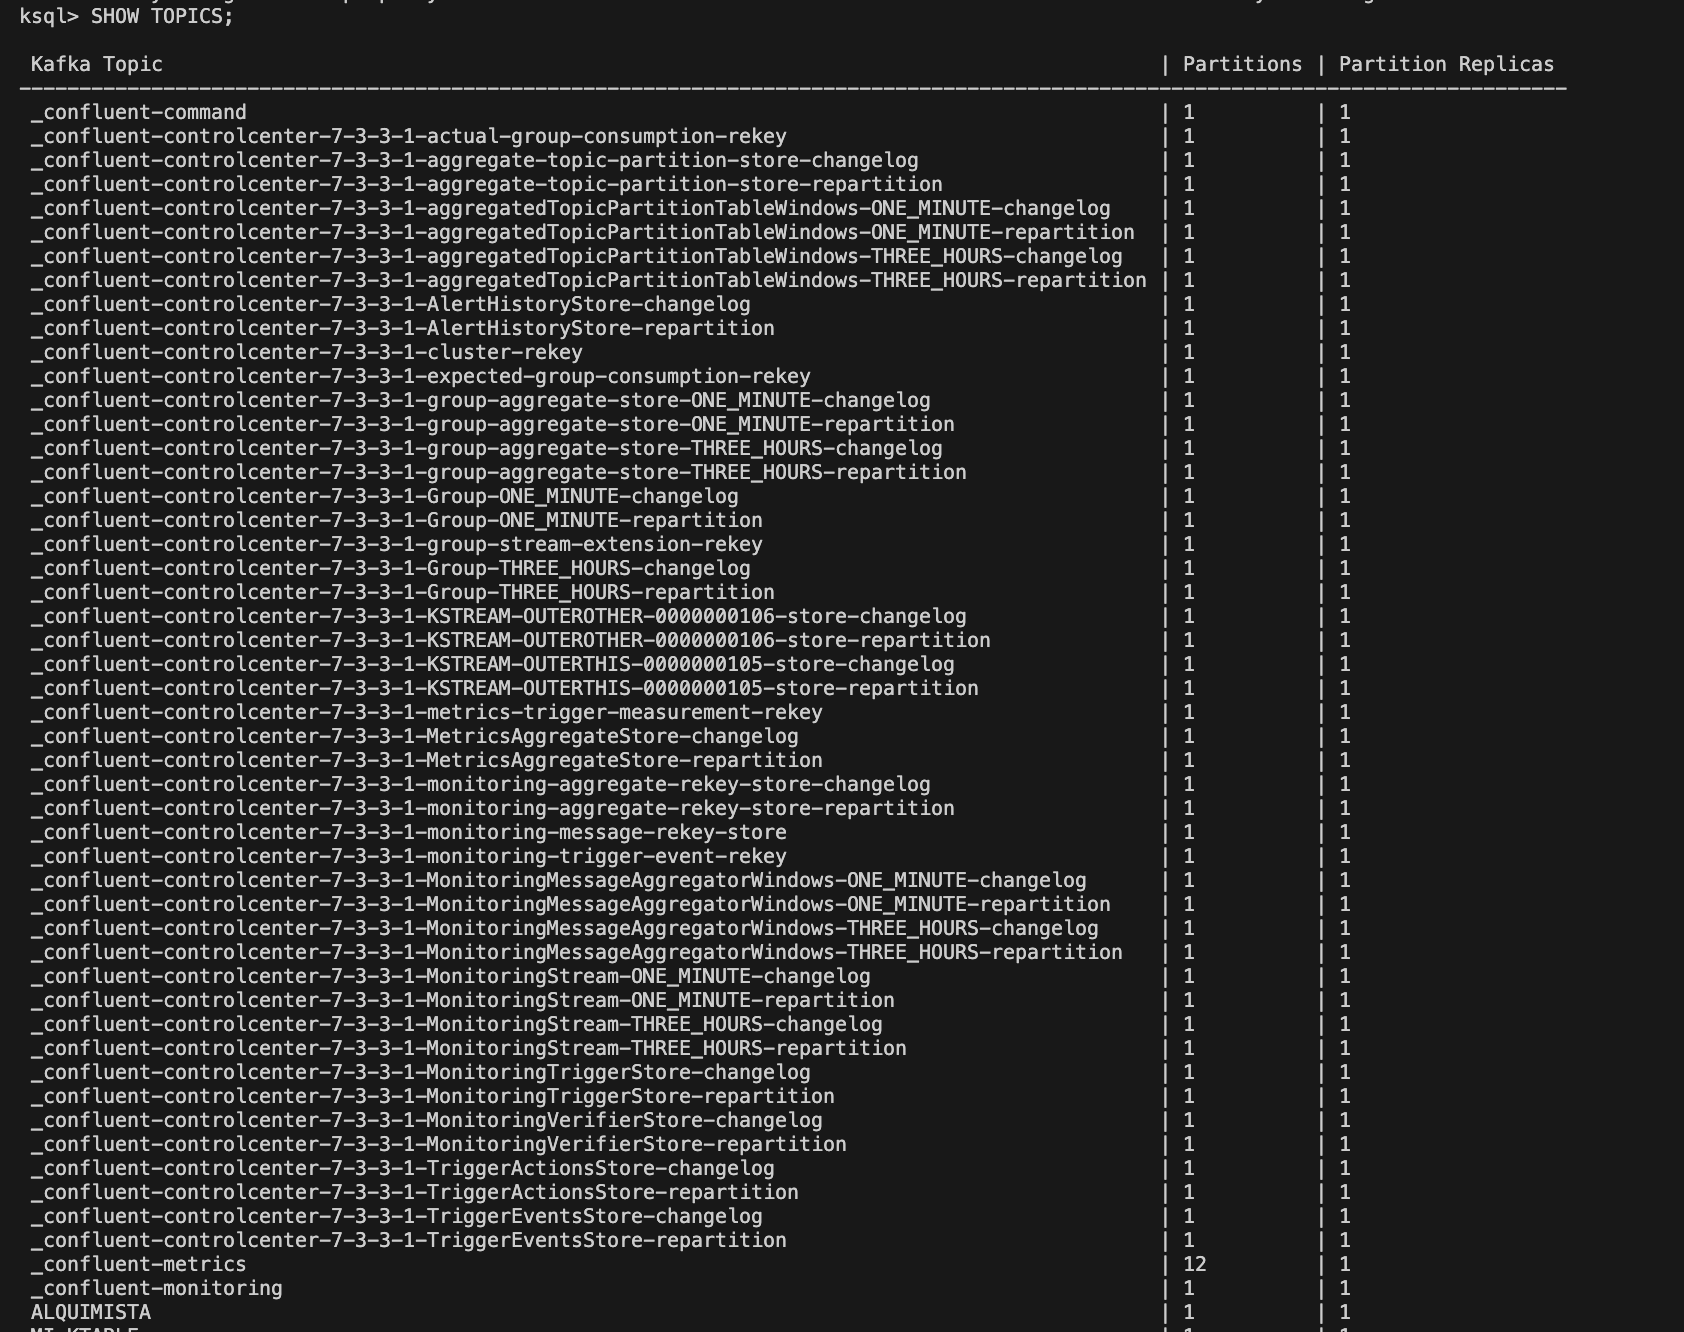 ksql> SHOW TOPICS;
Kafka Topic | Partitions | Partition Replicas
--------------------------------------------------------------------------------------------------------------------------------
_confluent-command | 1 | 1
_confluent-controlcenter-7-3-3-1-actual-group-consumption-rekey | 1 | 1
_confluent-controlcenter-7-3-3-1-aggregate-topic-partition-store-changelog | 1 | 1
_confluent-controlcenter-7-3-3-1-aggregate-topic-partition-store-repartition | 1 | 1
_confluent-controlcenter-7-3-3-1-aggregatedTopicPartitionTableWindows-ONE_MINUTE-changelog | 1 | 1
_confluent-controlcenter-7-3-3-1-aggregatedTopicPartitionTableWindows-ONE_MINUTE-repartition | 1 | 1
_confluent-controlcenter-7-3-3-1-aggregatedTopicPartitionTableWindows-THREE_HOURS-changelog | 1 | 1
_confluent-controlcenter-7-3-3-1-aggregatedTopicPartitionTableWindows-THREE_HOURS-repartition | 1 | 1
_confluent-controlcenter-7-3-3-1-AlertHistoryStore-changelog | 1 | 1
_confluent-controlcenter-7-3-3-1-AlertHistoryStore-repartition | 1 | 1
_confluent-controlcenter-7-3-3-1-cluster-rekey | 1 | 1
_confluent-controlcenter-7-3-3-1-expected-group-consumption-rekey | 1 | 1
_confluent-controlcenter-7-3-3-1-group-aggregate-store-ONE_MINUTE-changelog | 1 | 1
_confluent-controlcenter-7-3-3-1-group-aggregate-store-ONE_MINUTE-repartition | 1 | 1
_confluent-controlcenter-7-3-3-1-group-aggregate-store-THREE_HOURS-changelog | 1 | 1
_confluent-controlcenter-7-3-3-1-group-aggregate-store-THREE_HOURS-repartition | 1 | 1
_confluent-controlcenter-7-3-3-1-Group-ONE_MINUTE-changelog | 1 | 1
_confluent-controlcenter-7-3-3-1-Group-ONE_MINUTE-repartition | 1 | 1
_confluent-controlcenter-7-3-3-1-group-stream-extension-rekey | 1 | 1
_confluent-controlcenter-7-3-3-1-Group-THREE_HOURS-changelog | 1 | 1
_confluent-controlcenter-7-3-3-1-Group-THREE_HOURS-repartition | 1 | 1
_confluent-controlcenter-7-3-3-1-KSTREAM-OUTEROTHER-0000000106-store-changelog | 1 | 1
_confluent-controlcenter-7-3-3-1-KSTREAM-OUTEROTHER-0000000106-store-repartition | 1 | 1
_confluent-controlcenter-7-3-3-1-KSTREAM-OUTERTHIS-0000000105-store-changelog | 1 | 1
_confluent-controlcenter-7-3-3-1-KSTREAM-OUTERTHIS-0000000105-store-repartition | 1 | 1
_confluent-controlcenter-7-3-3-1-metrics-trigger-measurement-rekey | 1 | 1
_confluent-controlcenter-7-3-3-1-MetricsAggregateStore-changelog | 1 | 1
_confluent-controlcenter-7-3-3-1-MetricsAggregateStore-repartition | 1 | 1
_confluent-controlcenter-7-3-3-1-monitoring-aggregate-rekey-store-changelog | 1 | 1
_confluent-controlcenter-7-3-3-1-monitoring-aggregate-rekey-store-repartition | 1 | 1
_confluent-controlcenter-7-3-3-1-monitoring-message-rekey-store | 1 | 1
_confluent-controlcenter-7-3-3-1-monitoring-trigger-event-rekey | 1 | 1
_confluent-controlcenter-7-3-3-1-MonitoringMessageAggregatorWindows-ONE_MINUTE-changelog | 1 | 1
_confluent-controlcenter-7-3-3-1-MonitoringMessageAggregatorWindows-ONE_MINUTE-repartition | 1 | 1
_confluent-controlcenter-7-3-3-1-MonitoringMessageAggregatorWindows-THREE_HOURS-changelog | 1 | 1
_confluent-controlcenter-7-3-3-1-MonitoringMessageAggregatorWindows-THREE_HOURS-repartition | 1 | 1
_confluent-controlcenter-7-3-3-1-MonitoringStream-ONE_MINUTE-changelog | 1 | 1
_confluent-controlcenter-7-3-3-1-MonitoringStream-ONE_MINUTE-repartition | 1 | 1
_confluent-controlcenter-7-3-3-1-MonitoringStream-THREE_HOURS-changelog | 1 | 1
_confluent-controlcenter-7-3-3-1-MonitoringStream-THREE_HOURS-repartition | 1 | 1
_confluent-controlcenter-7-3-3-1-MonitoringTriggerStore-changelog | 1 | 1
_confluent-controlcenter-7-3-3-1-MonitoringTriggerStore-repartition | 1 | 1
_confluent-controlcenter-7-3-3-1-MonitoringVerifierStore-changelog | 1 | 1
_confluent-controlcenter-7-3-3-1-MonitoringVerifierStore-repartition | 1 | 1
_confluent-controlcenter-7-3-3-1-TriggerActionsStore-changelog | 1 | 1
_confluent-controlcenter-7-3-3-1-TriggerActionsStore-repartition | 1 | 1
_confluent-controlcenter-7-3-3-1-TriggerEventsStore-changelog | 1 | 1
_confluent-controlcenter-7-3-3-1-TriggerEventsStore-repartition | 1 | 1
_confluent-metrics | 12 | 1
_confluent-monitoring | 1 | 1
ALQUIMISTA | 1 | 1